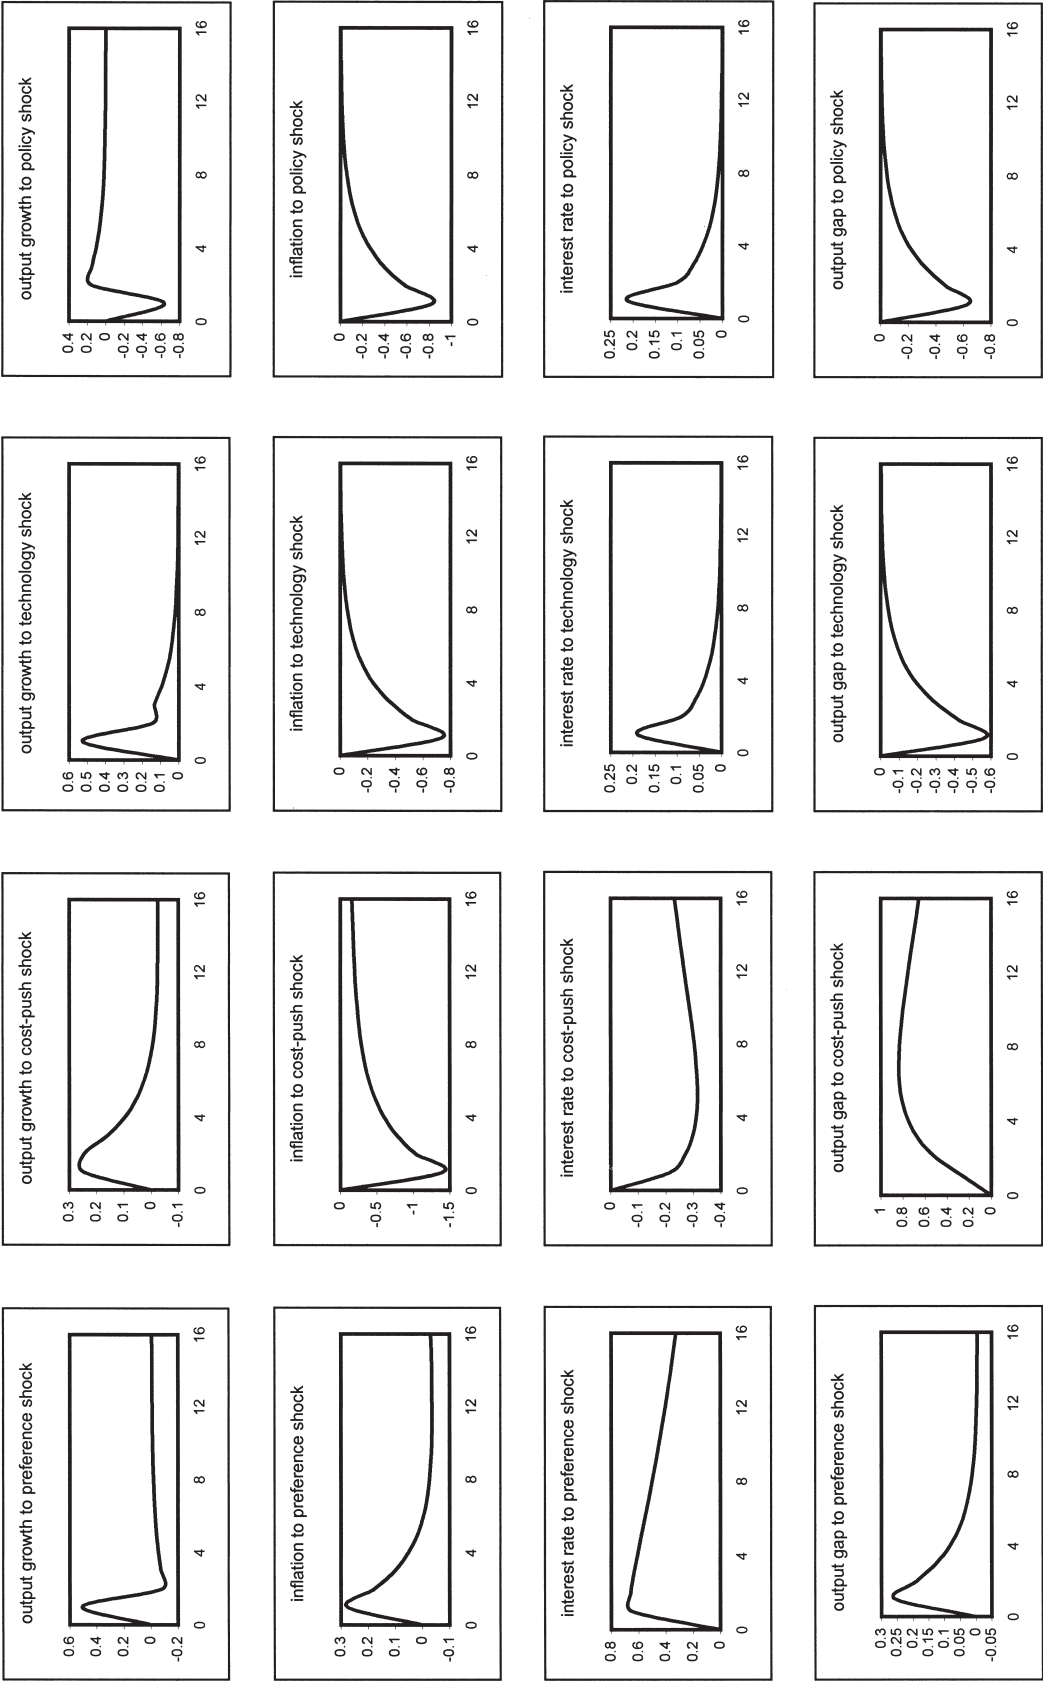 output growth to preference shock
0.6
0.4
0.2
0
-0.2
0 4 8 12 16
output growth to cost-push shock
0.3
0.2
0.1
0
-0.1
0 4 8 12 16
output growth to technology shock
0.6
0.5
0.4
0.3
0.2
0.1
0
0 4 8 12 16
output growth to policy shock
0.4
0.2
0
-0.2
-0.4
-0.6
-0.8
0 4 8 12 16
inflation to preference shock
0.3
0.2
0.1
0
-0.1
0 4 8 12 16
inflation to cost-push shock
0
-0.5
-1
-1.5
0 4 8 12 16
inflation to technology shock
0
-0.2
-0.4
-0.6
-0.8
0 4 8 12 16
inflation to policy shock
0
-0.2
-0.4
-0.6
-0.8
-1
0 4 8 12 16
interest rate to preference shock
0.8
0.6
0.4
0.2
0
0 4 8 12 16
interest rate to cost-push shock
0
-0.1
-0.2
-0.3
-0.4
0 4 8 12 16
interest rate to technology shock
0.25
0.2
0.15
0.1
0.05
0
0 4 8 12 16
interest rate to policy shock
0.25
0.2
0.15
0.1
0.05
0
0 4 8 12 16
output gap to preference shock
0.3
0.25
0.2
0.15
0.1
0.05
0
-0.05
0 4 8 12 16
output gap to cost-push shock
1
0.8
0.6
0.4
0.2
0
0 4 8 12 16
output gap to technology shock
0
-0.1
-0.2
-0.3
-0.4
-0.5
-0.6
0 4 8 12 16
output gap to policy shock
0
-0.2
-0.4
-0.6
-0.8
0 4 8 12 16